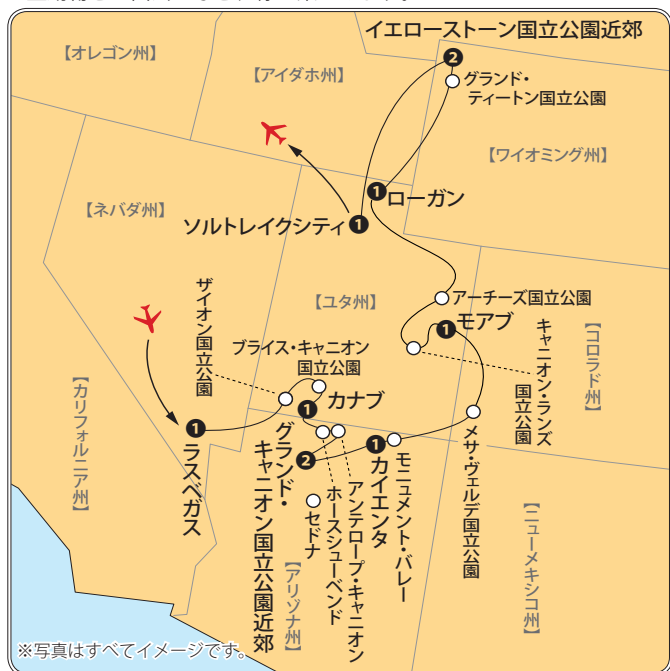 イエローストーン国立公園近郊
【オレゴン州】
【アイダホ州】
2
グランド・
ティートン国立公園
【ワイオミング州】
【ネバダ州】
1
ローガン
ソルトレイクシティ
1
ザイオン国立公園
【ユタ州】
アーチーズ国立公園
1
モアブ
キャニオン・ランズ
国立公園
【コロラド州】
ブライス・キャニオン
国立公園
1
カナブ
【カリフォルニア州】
1
ラスベガス
2
グランド・
キャニオン国立公園近郊
セドナ
【アリゾナ州】
ホースシューベンド
アンテロープ・キャニオン
1
カイエンタ
モニュメント・バレー
メサ・ヴェルデ国立公園
【ニューメキシコ州】
※写真はすべてイメージです。